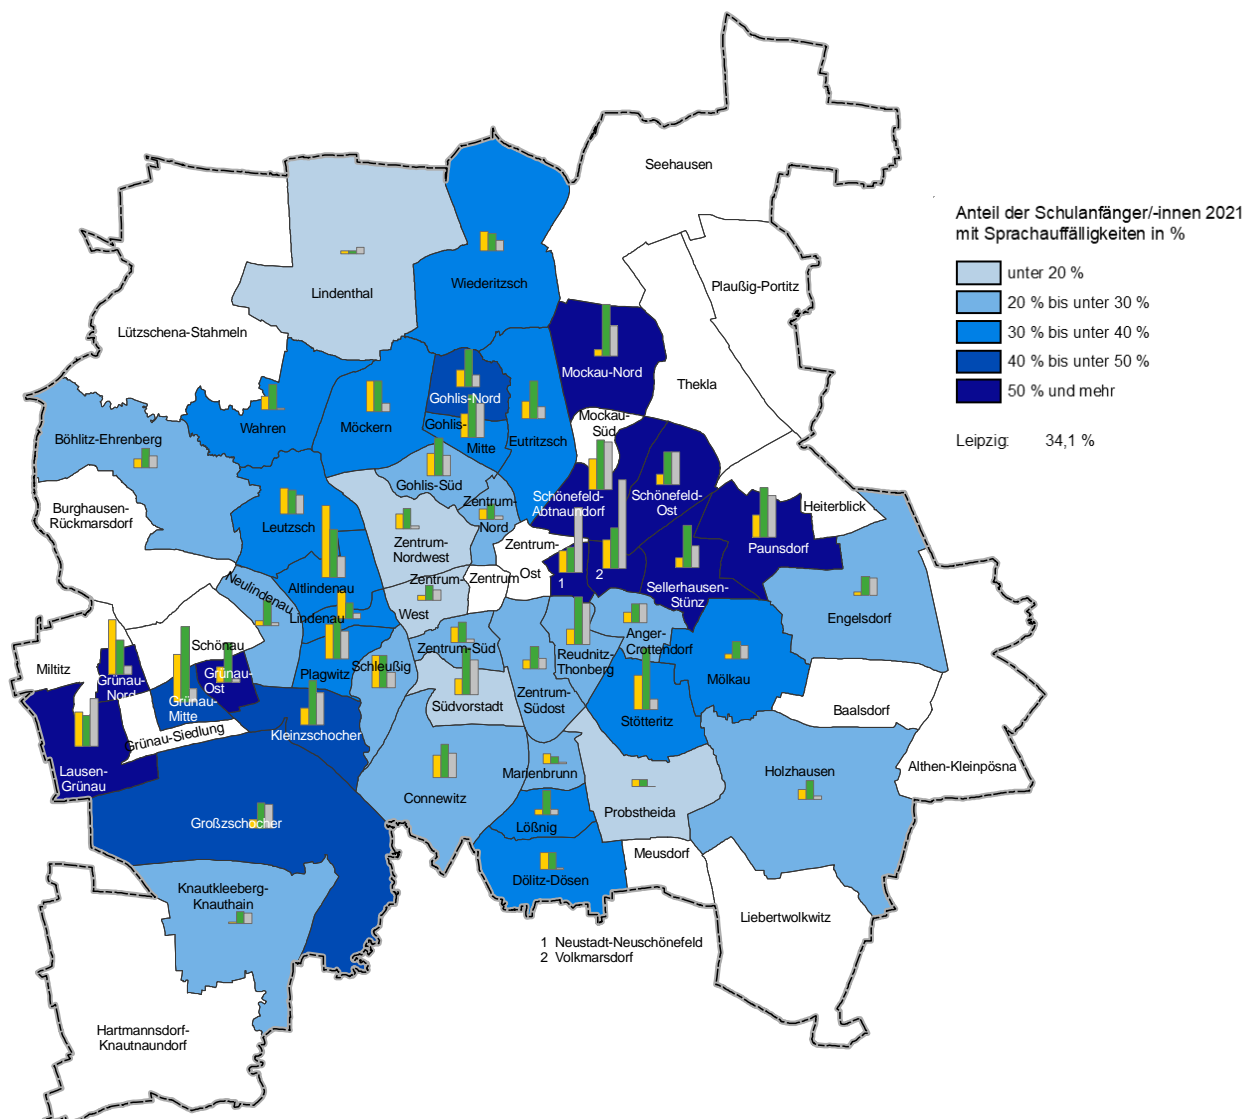 Seehausen
Anteil der Schulanfänger/-innen 2021
mit Sprachauffälligkeiten in %
unter 20 %
20 % bis unter 30 %
30 % bis unter 40 %
40 % bis unter 50 %
50 % und mehr
Leipzig: 34,1 %
Lindenthal
Wiederitzsch
Plaußig-Portitz
Lützschena-Stahmeln
Mockau-Nord
Thekla
Gohlis-Nord
Mockau-
Süd
Wahren
Möckern
Gohlis-
Mitte
Eutritzsch
Böhlitz-Ehrenberg
Gohlis-Süd
Schönefeld-
Abtnaundorf
Schönefeld-
Ost
Heiterblick
Burghausen-
Rückmarsdorf
Leutzsch
Zentrum-
Nord
Paunsdorf
Zentrum-
Nordwest
Zentrum-
Ost
Zentrum
Neulindenau
Altlindenau
Zentrum-
West
1
2
Sellerhausen-
Stünz
Lindenau
Engelsdorf
Schönau
Miltitz
Grünau-
Nord
Grünau-
Ost
Grünau-
Mitte
Plagwitz
Schleußig
Zentrum-Süd
Reudnitz-
Thonberg
Anger-
Crottendorf
Mölkau
Südvorstadt
Zentrum-
Südost
Stötteritz
Baalsdorf
Grünau-Siedlung
Kleinzschocher
Lausen-
Grünau
Marienbrunn
Holzhausen
Althen-Kleinpösna
Connewitz
Probstheida
Großzschocher
Lößnig
Meusdorf
Dölitz-Dösen
Knautkleeberg-
Knauthain
Liebertwolkwitz
1 Neustadt-Neuschönefeld
2 Volkmarsdorf
Hartmannsdorf-
Knautnaundorf